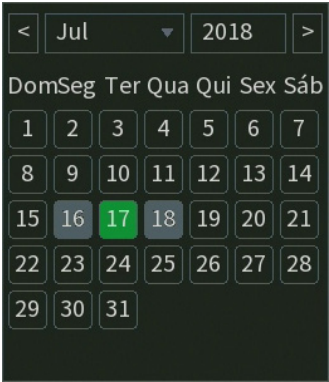 < Jul 2018 >
Dom Seg Ter Qua Qui Sex Sáb
1 2 3 4 5 6 7
8 9 10 11 12 13 14
15 16 17 18 19 20 21
22 23 24 25 26 27 28
29 30 31